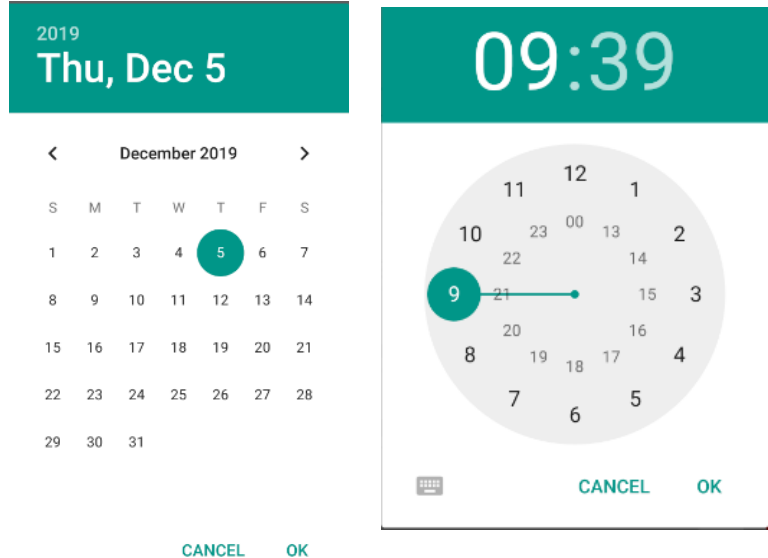 2019
Thu, Dec 5
December 2019
S M T W T F S
1 2 3 4 5 6 7
8 9 10 11 12 13 14
15 16 17 18 19 20 21
22 23 24 25 26 27 28
29 30 31
CANCEL OK
09:39
12
11 1
00
10 23 13 2
22 14
9 21 15 3
20 16
8 19 17 4
18
7 5
6
CANCEL OK